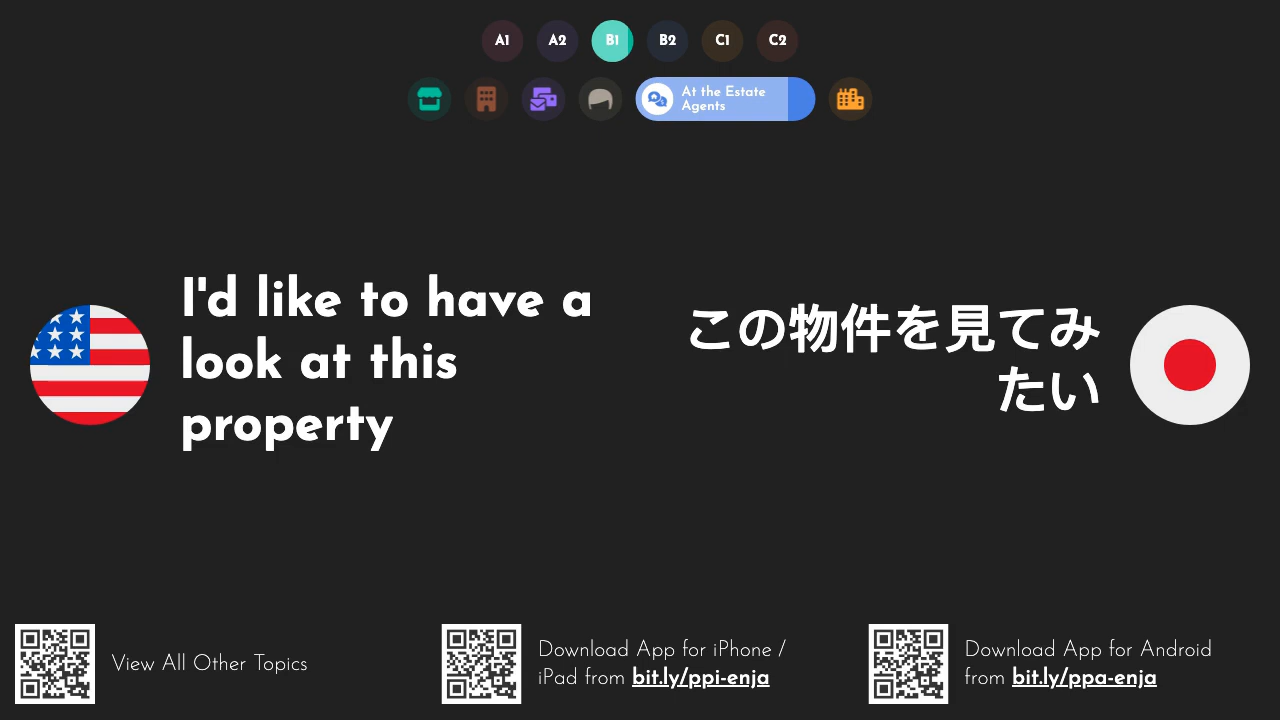 A1
A2
B1
B2
C1
C2
At the Estate
Agents
I'd like to have a
look at this
property
この物件を見てみ
たい
View All Other Topics
Download App for iPhone /
iPad from bit.ly/ppi-enja
Download App for Android
from bit.ly/ppa-enja